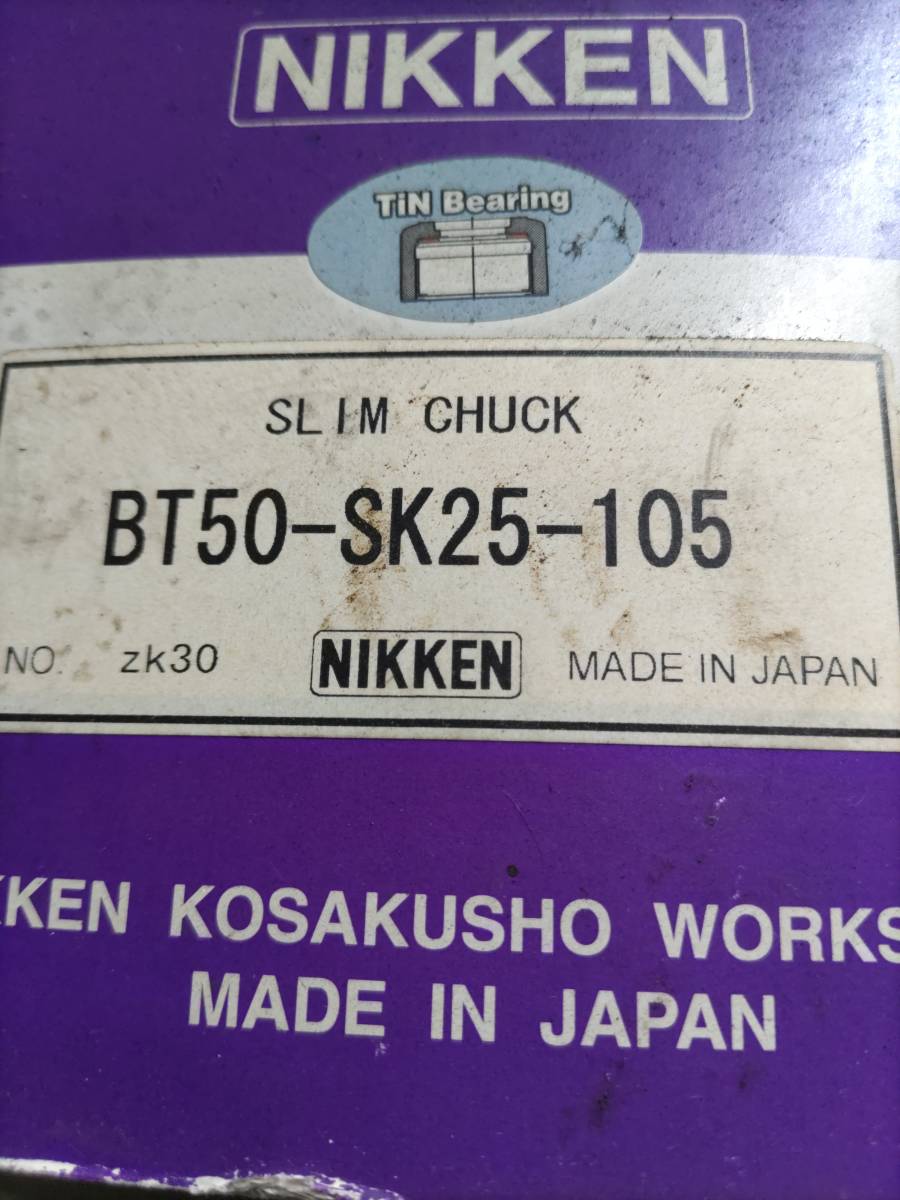 NIKKEN
TiN Bearing
SLIM CHUCK
BT50-SK25-105
NO. zk30 NIKKEN MADE IN JAPAN
KKEN KOSAKUSHO WORKS
MADE IN JAPAN